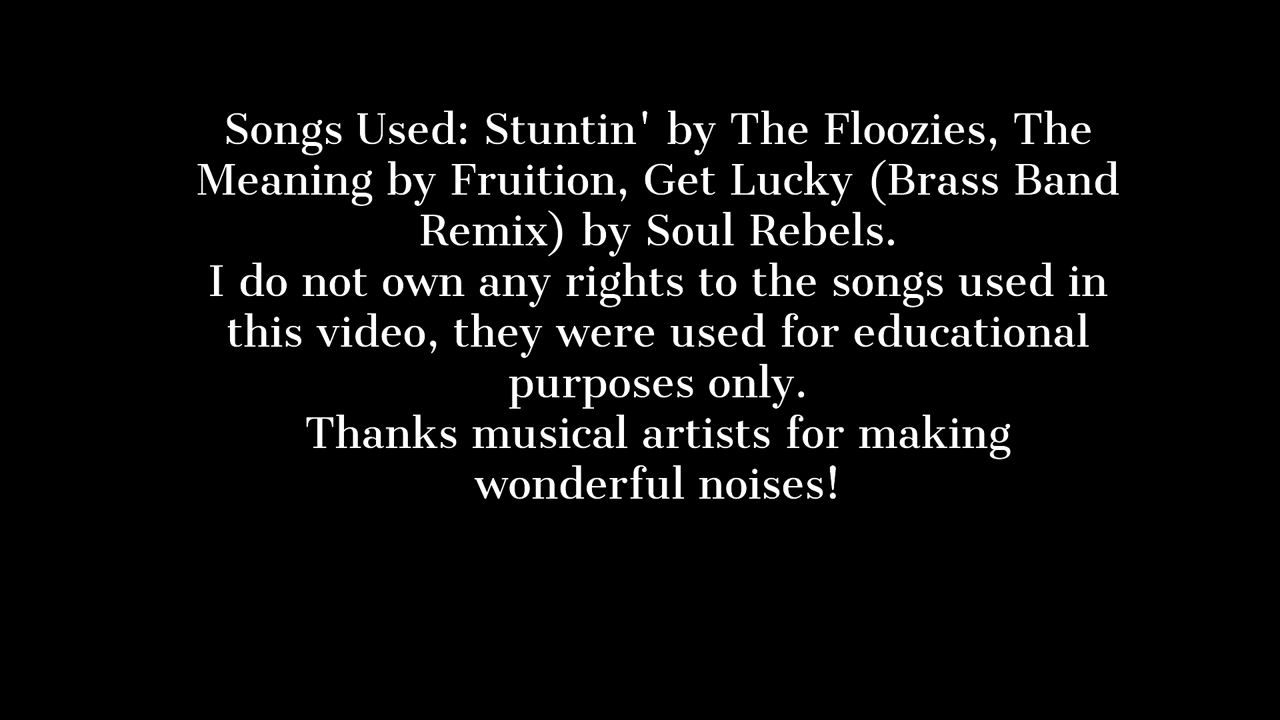 Songs Used: Stuntin' by The Floozies, The
Meaning by Fruition, Get Lucky (Brass Band
Remix) by Soul Rebels.
I do not own any rights to the songs used in
this video, they were used for educational
purposes only.
Thanks musical artists for making
wonderful noises!